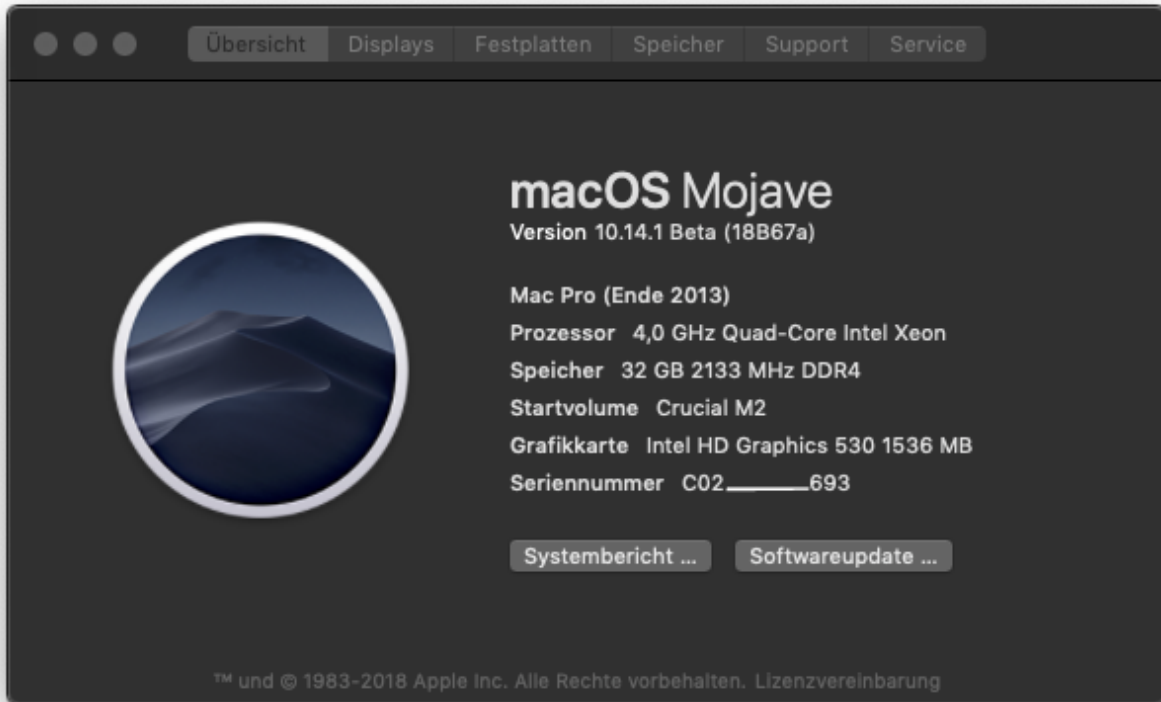 Übersicht Displays Festplatten Speicher Support Service
macOS Mojave
Version 10.14.1 Beta (18B67a)
Mac Pro (Ende 2013)
Prozessor 4,0 GHz Quad-Core Intel Xeon
Speicher 32 GB 2133 MHz DDR4
Startvolume Crucial M2
Grafikkarte Intel HD Graphics 530 1536 MB
Seriennummer C02 693
Systembericht ... Softwareupdate ...
™ und © 1983-2018 Apple Inc. Alle Rechte vorbehalten. Lizenzvereinbarung